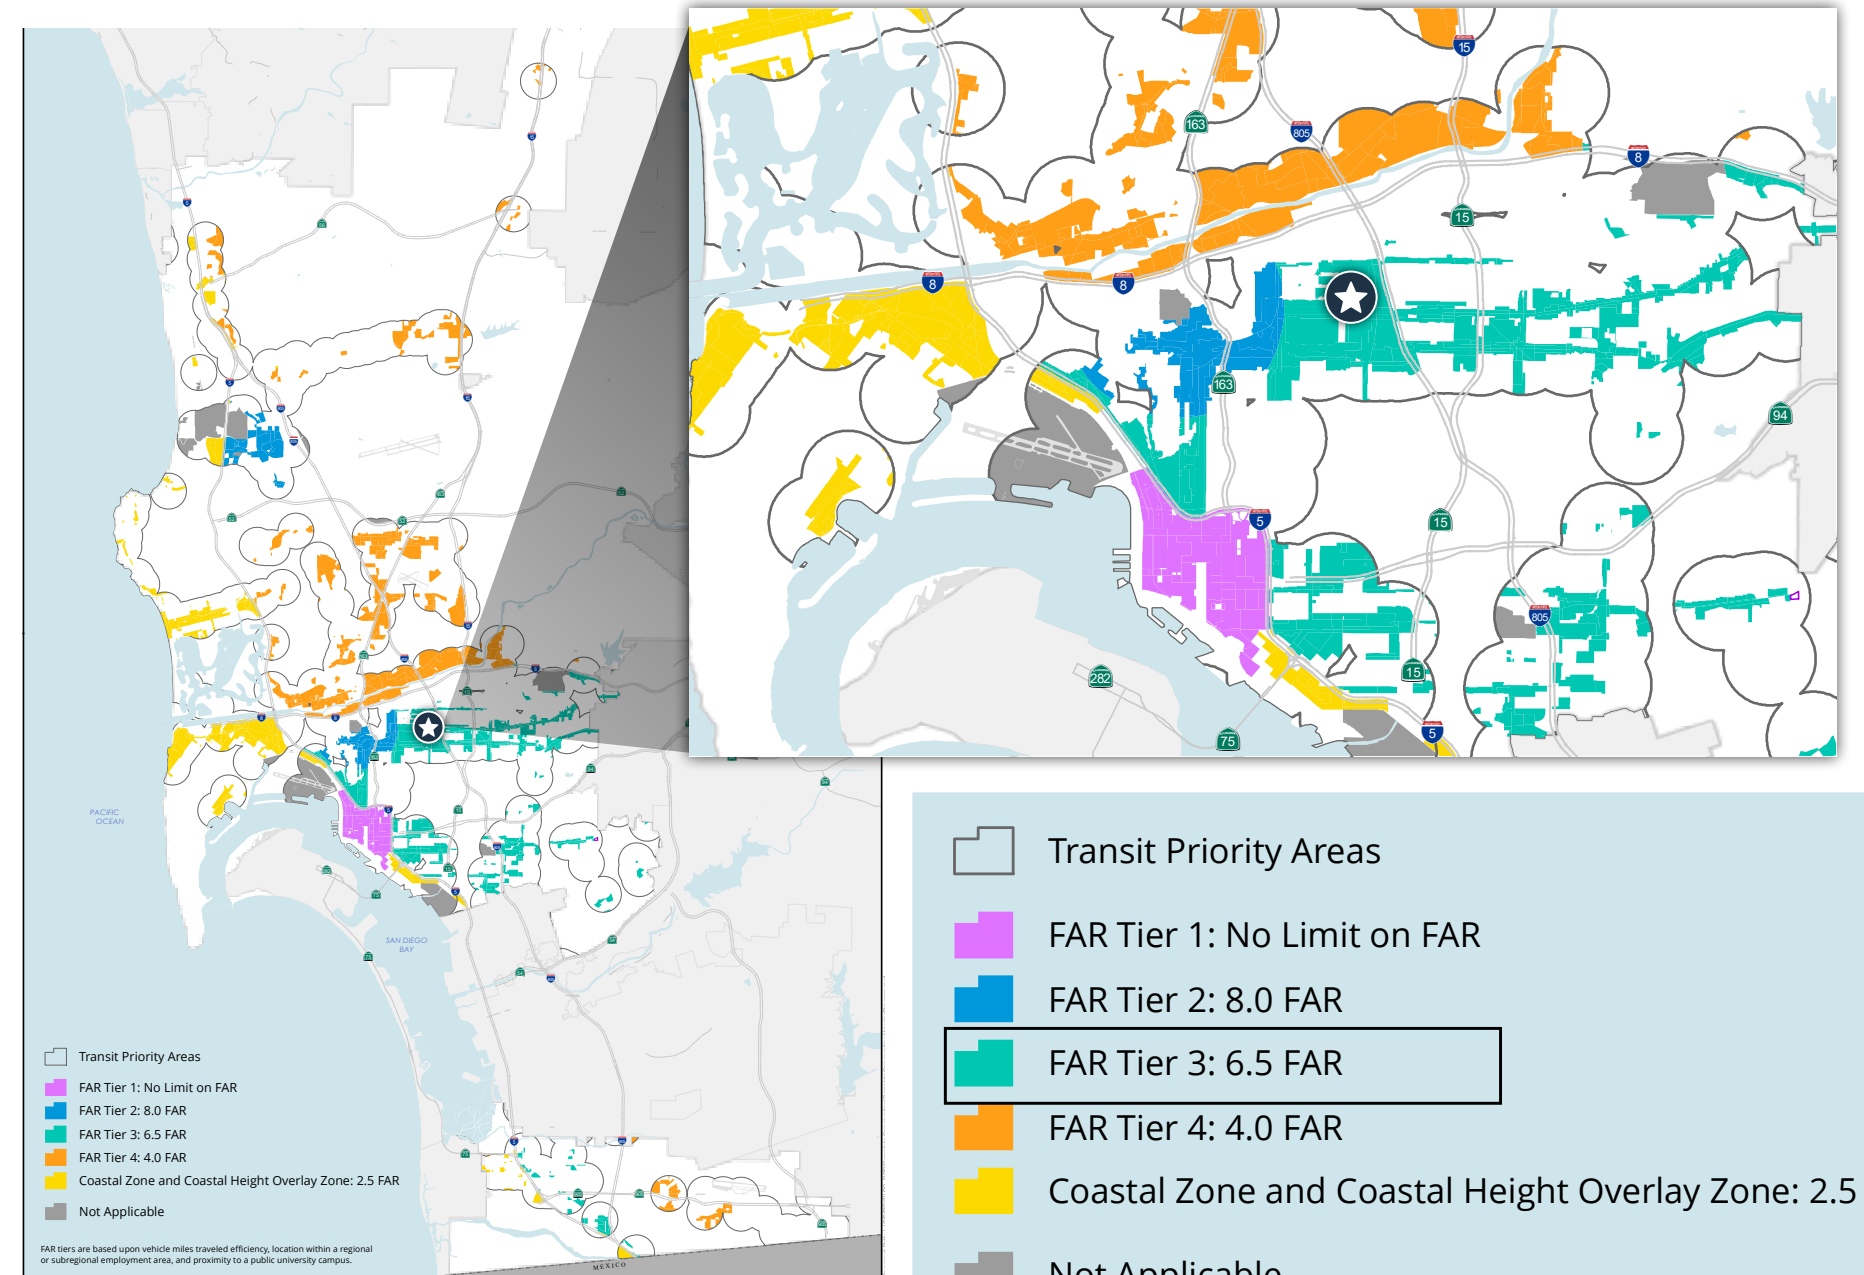 15
163
805
8
15
8
8
163
94
5
15
805
15
282
75
5
PACIFIC
OCEAN
SAN DIEGO
BAY
Transit Priority Areas
FAR Tier 1: No Limit on FAR
FAR Tier 2: 8.0 FAR
FAR Tier 3: 6.5 FAR
FAR Tier 4: 4.0 FAR
Coastal Zone and Coastal Height Overlay Zone: 2.5 FAR
Not Applicable
FAR tiers are based upon vehicle miles traveled efficiency, location within a regional
or subregional employment area, and proximity to a public university campus.
MEXICO
Transit Priority Areas
FAR Tier 1: No Limit on FAR
FAR Tier 2: 8.0 FAR
FAR Tier 3: 6.5 FAR
FAR Tier 4: 4.0 FAR
Coastal Zone and Coastal Height Overlay Zone: 2.5
Not Applicable